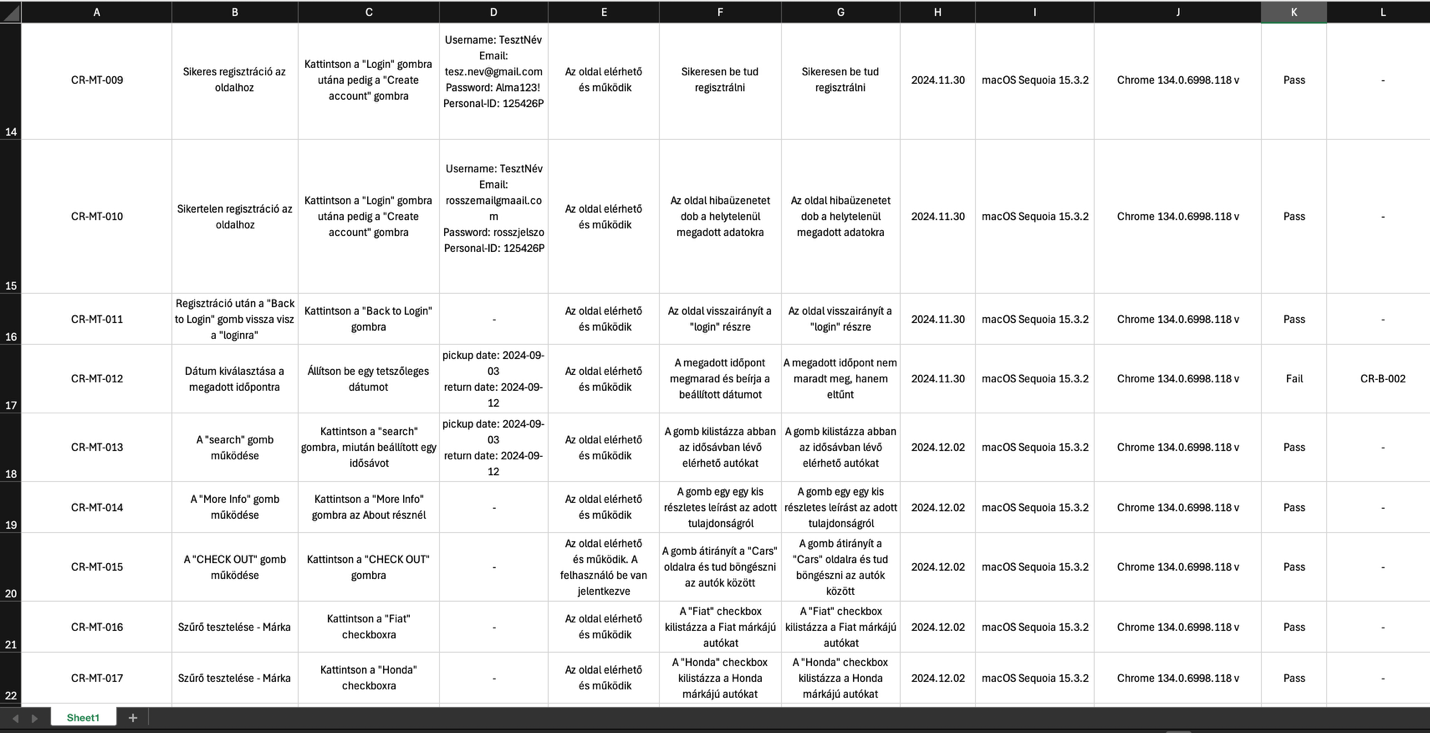 A B C D E F G H I J K L
14 CR-MT-009 Sikeres regisztráció az oldalhoz Kattintson a "Login" gombra utána pedig a "Create account" gombra Username: TesztNév Email: tesz.nev@gmail.com Password: Alma123! Personal-ID: 125426P Az oldal elérhető és működik Sikeresen be tud regisztrálni Sikeresen be tud regisztrálni 2024.11.30 macOS Sequoia 15.3.2 Chrome 134.0.6998.118 v Pass -
15 CR-MT-010 Sikertelen regisztráció az oldalhoz Kattintson a "Login" gombra utána pedig a "Create account" gombra Username: TesztNév Email: rosszemailgmaail.com Password: rosszjelszo Personal-ID: 125426P Az oldal elérhető és működik Az oldal hibaüzenetet dob a helytelenül megadott adatokra Az oldal hibaüzenetet dob a helytelenül megadott adatokra 2024.11.30 macOS Sequoia 15.3.2 Chrome 134.0.6998.118 v Pass -
16 CR-MT-011 Regisztráció után a "Back to Login" gomb vissza visz a "loginra" Kattintson a "Back to Login" gombra - Az oldal elérhető és működik Az oldal visszairányít a "login" részre Az oldal visszairányít a "login" részre 2024.11.30 macOS Sequoia 15.3.2 Chrome 134.0.6998.118 v Pass -
17 CR-MT-012 Dátum kiválasztása a megadott időpontra Állítson be egy tetszőleges dátumot pickup date: 2024-09-03 return date: 2024-09-12 Az oldal elérhető és működik A megadott időpont megmarad és beírja a beállított dátumot A megadott időpont nem maradt meg, hanem eltűnt 2024.11.30 macOS Sequoia 15.3.2 Chrome 134.0.6998.118 v Fail CR-B-002
18 CR-MT-013 A "search" gomb működése Kattintson a "search" gombra, miután beállított egy idősávot pickup date: 2024-09-03 return date: 2024-09-12 Az oldal elérhető és működik A gomb kilistázza abban az idősávban lévő elérhető autókat A gomb kilistázza abban az idősávban lévő elérhető autókat 2024.12.02 macOS Sequoia 15.3.2 Chrome 134.0.6998.118 v Pass -
19 CR-MT-014 A "More Info" gomb működése Kattintson a "More Info" gombra az About résznél - Az oldal elérhető és működik A gomb egy egy kis részletes leírást az adott tulajdonságról A gomb egy egy kis részletes leírást az adott tulajdonságról 2024.12.02 macOS Sequoia 15.3.2 Chrome 134.0.6998.118 v Pass -
20 CR-MT-015 A "CHECK OUT" gomb működése Kattintson a "CHECK OUT" gombra - Az oldal elérhető és működik. A felhasználó be van jelentkezve A gomb átirányít a "Cars" oldalra és tud böngészni az autók között A gomb átirányít a "Cars" oldalra és tud böngészni az autók között 2024.12.02 macOS Sequoia 15.3.2 Chrome 134.0.6998.118 v Pass -
21 CR-MT-016 Szűrő tesztelése - Márka Kattintson a "Fiat" checkboxra - Az oldal elérhető és működik A "Fiat" checkbox kilistázza a Fiat márkájú autókat A "Fiat" checkbox kilistázza a Fiat márkájú autókat 2024.12.02 macOS Sequoia 15.3.2 Chrome 134.0.6998.118 v Pass -
22 CR-MT-017 Szűrő tesztelése - Márka Kattintson a "Honda" checkboxra - Az oldal elérhető és működik A "Honda" checkbox kilistázza a Honda márkájú autókat A "Honda" checkbox kilistázza a Honda márkájú autókat 2024.12.02 macOS Sequoia 15.3.2 Chrome 134.0.6998.118 v Pass -
Sheet1 +